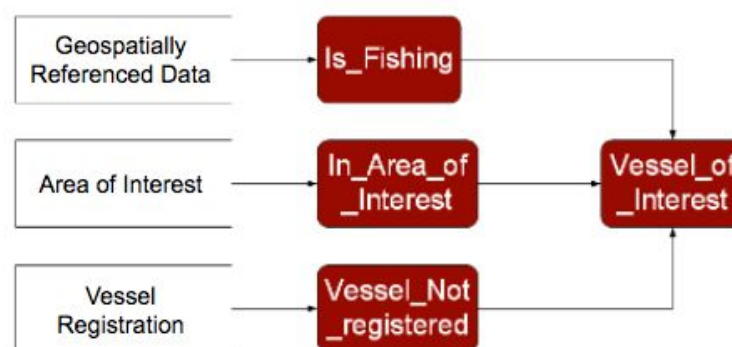 Geospatially
Referenced Data
Is_Fishing
Area of Interest
In_Area_of
_Interest
Vessel_of
_Interest
Vessel
Registration
Vessel_Not
_registered